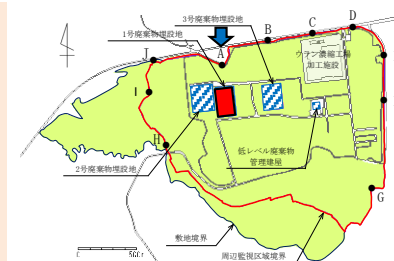 3号廃棄物埋設地
1号廃棄物埋設地
A
B
C
D
ウラン濃縮工場
加工施設
I
H
G
低レベル廃棄物
管理建屋
2号廃棄物埋設地
敷地境界
周辺監視区域境界